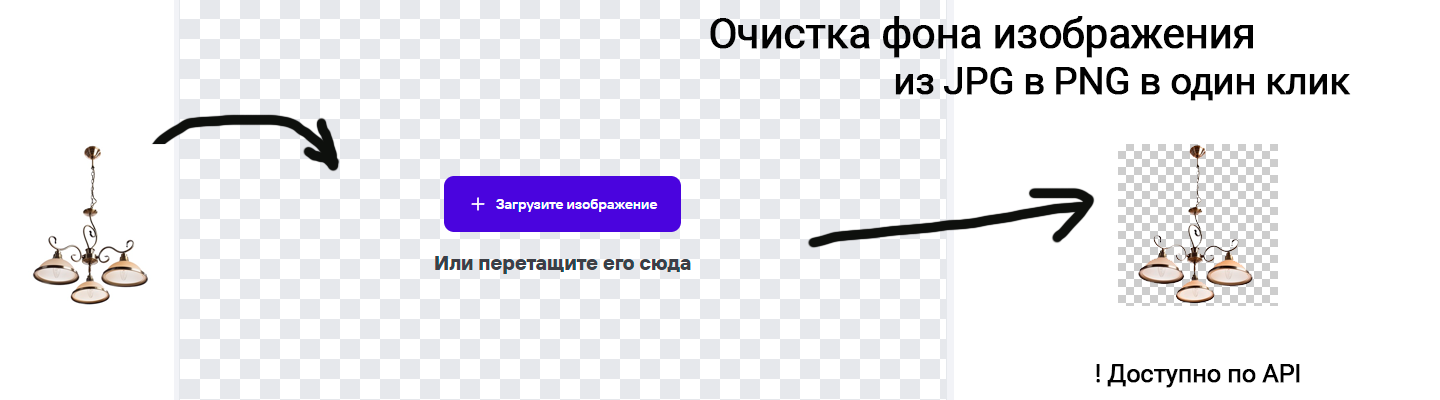 Очистка фона изображения
из JPG в PNG в один клик
+ Загрузите изображение
Или перетащите его сюда
! Доступно по API